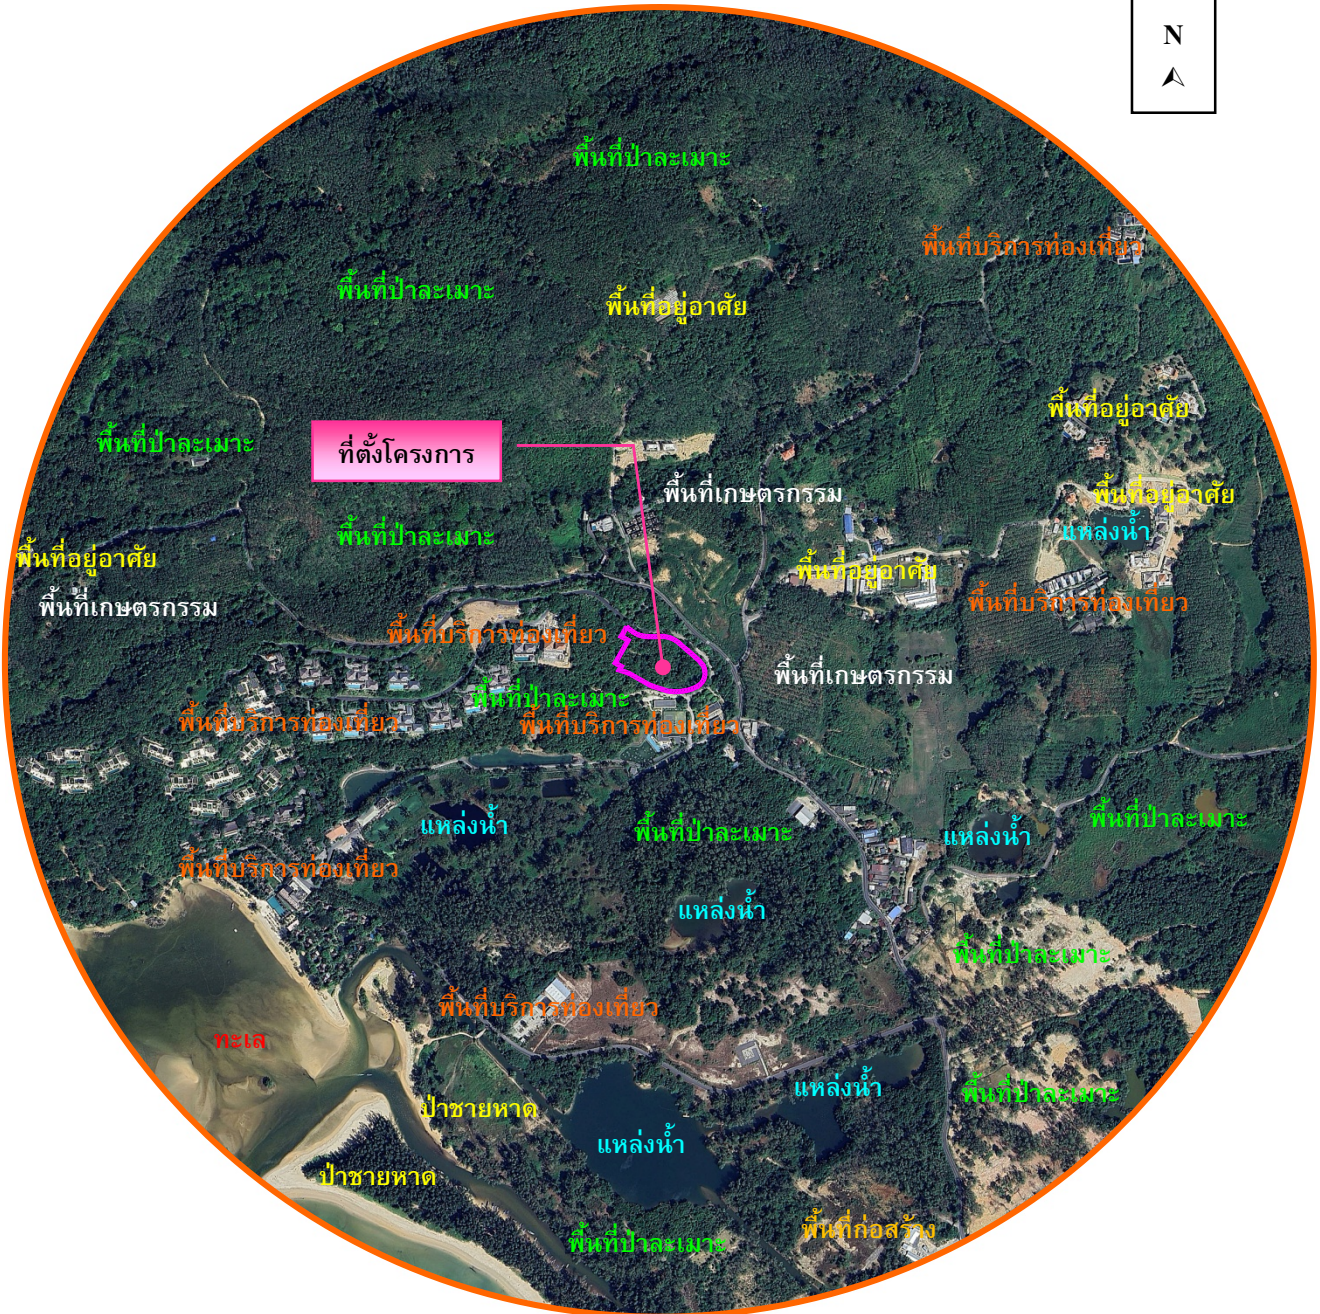 N
พื้นที่ป่าละเมาะ
พื้นที่บริการท่องเที่ยว
พื้นที่ป่าละเมาะ
พื้นที่อยู่อาศัย
พื้นที่อยู่อาศัย
พื้นที่ป่าละเมาะ
ที่ตั้งโครงการ
พื้นที่เกษตรกรรม
พื้นที่อยู่อาศัย
แหล่งน้ำ
พื้นที่ป่าละเมาะ
พื้นที่อยู่อาศัย
พื้นที่อยู่อาศัย
พื้นที่เกษตรกรรม
พื้นที่บริการท่องเที่ยว
พื้นที่บริการท่องเที่ยว
พื้นที่เกษตรกรรม
พื้นที่ป่าละเมาะ
พื้นที่บริการท่องเที่ยว
พื้นที่บริการท่องเที่ยว
แหล่งน้ำ
พื้นที่ป่าละเมาะ
แหล่งน้ำ
พื้นที่ป่าละเมาะ
พื้นที่บริการท่องเที่ยว
แหล่งน้ำ
พื้นที่ป่าละเมาะ
พื้นที่บริการท่องเที่ยว
ทะเล
แหล่งน้ำ
พื้นที่ป่าละเมาะ
ป่าชายหาด
แหล่งน้ำ
ป่าชายหาด
พื้นที่ป่าละเมาะ
พื้นที่ก่อสร้าง